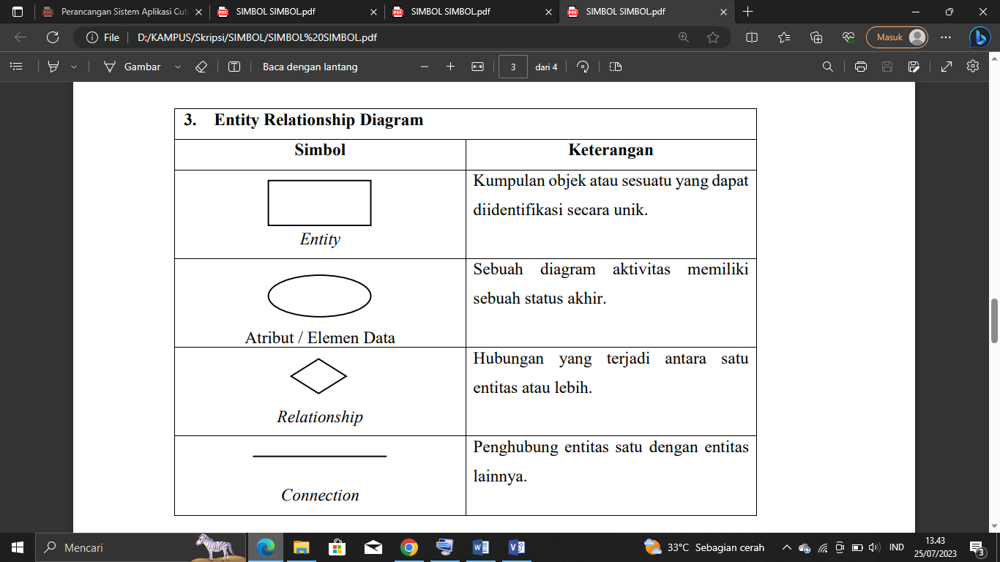 Perancangan Sistem Aplikasi Cut
SIMBOL SIMBOL.pdf
SIMBOL SIMBOL.pdf
SIMBOL SIMBOL.pdf
File
D:/KAMPUS/Skripsi/SIMBOL/SIMBOL%20SIMBOL.pdf
Masuk
Gambar
Baca dengan lantang
3
dari 4
3. Entity Relationship Diagram
Simbol
Keterangan
Entity
Kumpulan objek atau sesuatu yang dapat
diidentifikasi secara unik.
Atribut / Elemen Data
Sebuah diagram aktivitas memiliki
sebuah status akhir.
Relationship
Hubungan yang terjadi antara satu
entitas atau lebih.
Connection
Penghubung entitas satu dengan entitas
lainnya.
Mencari
33°C Sebagian cerah
IND
13.43
25/07/2023
3